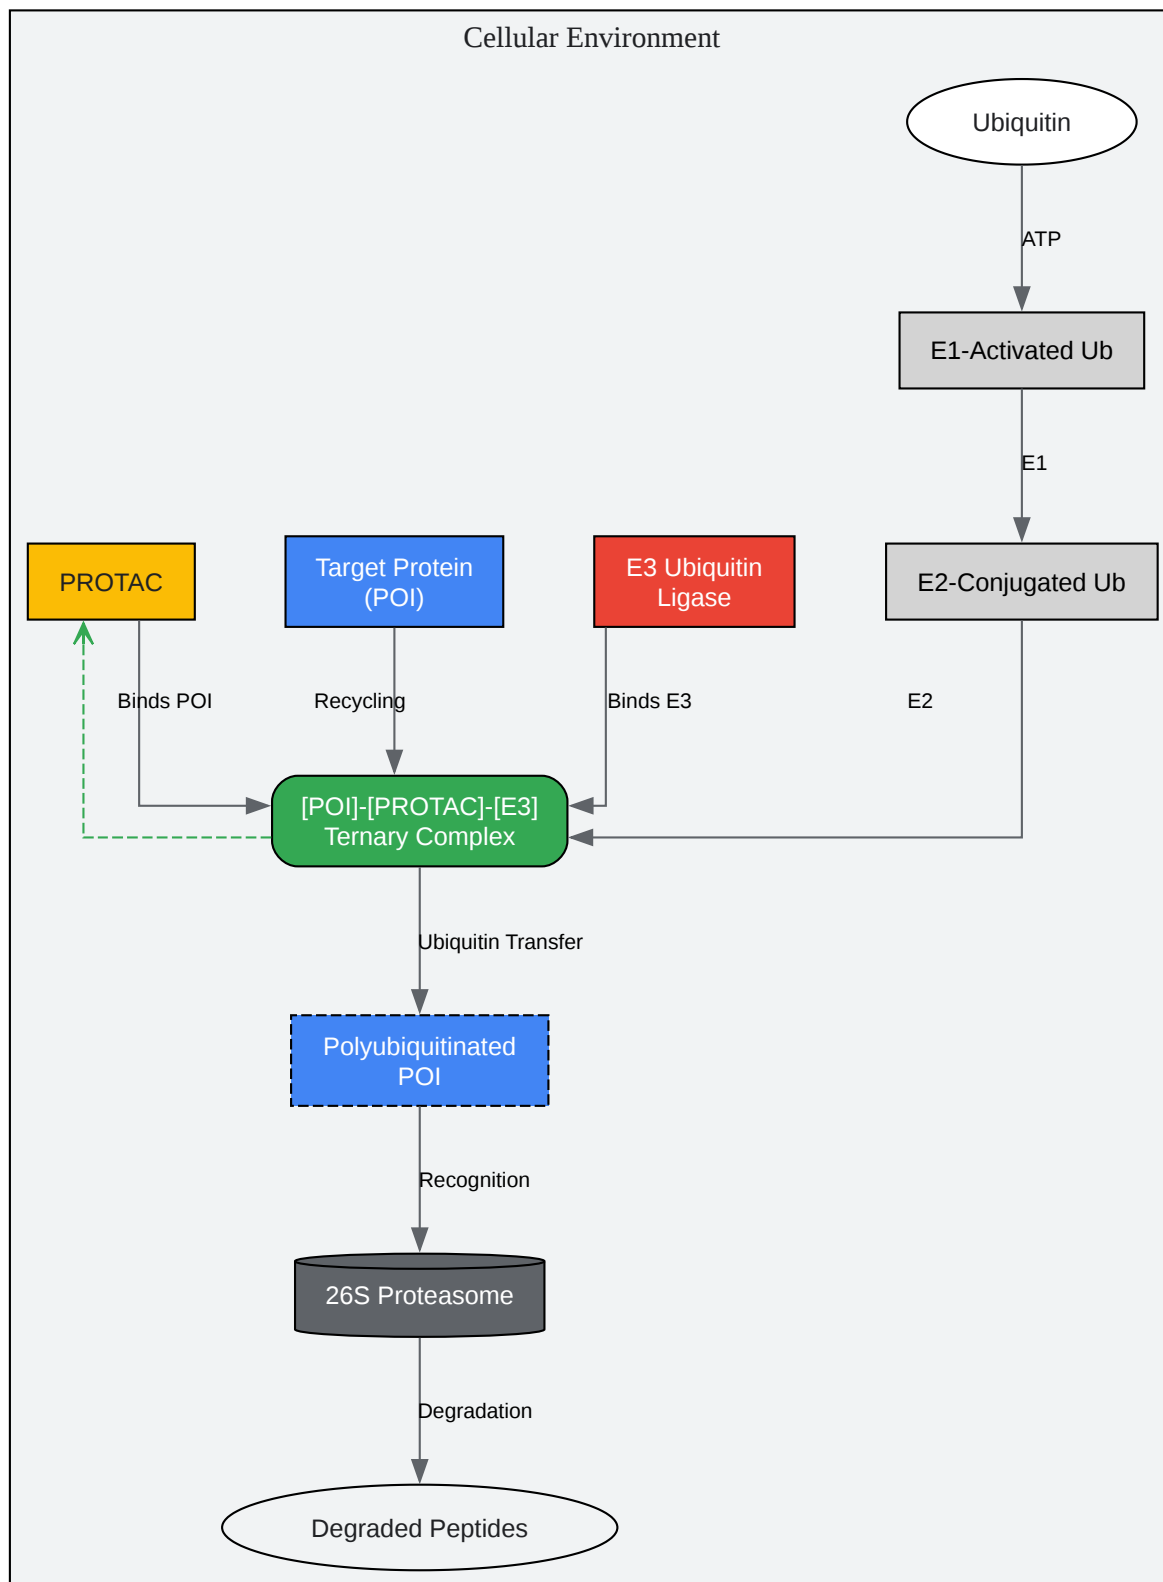 Cellular Environment
Ubiquitin
ATP
E1-Activated Ub
E1
PROTAC
Target Protein
(POI)
E3 Ubiquitin
Ligase
E2-Conjugated Ub
Binds POI
Recycling
Binds E3
E2
[POI]-[PROTAC]-[E3]
Ternary Complex
Ubiquitin Transfer
Polyubiquitinated
POI
Recognition
26S Proteasome
Degradation
Degraded Peptides